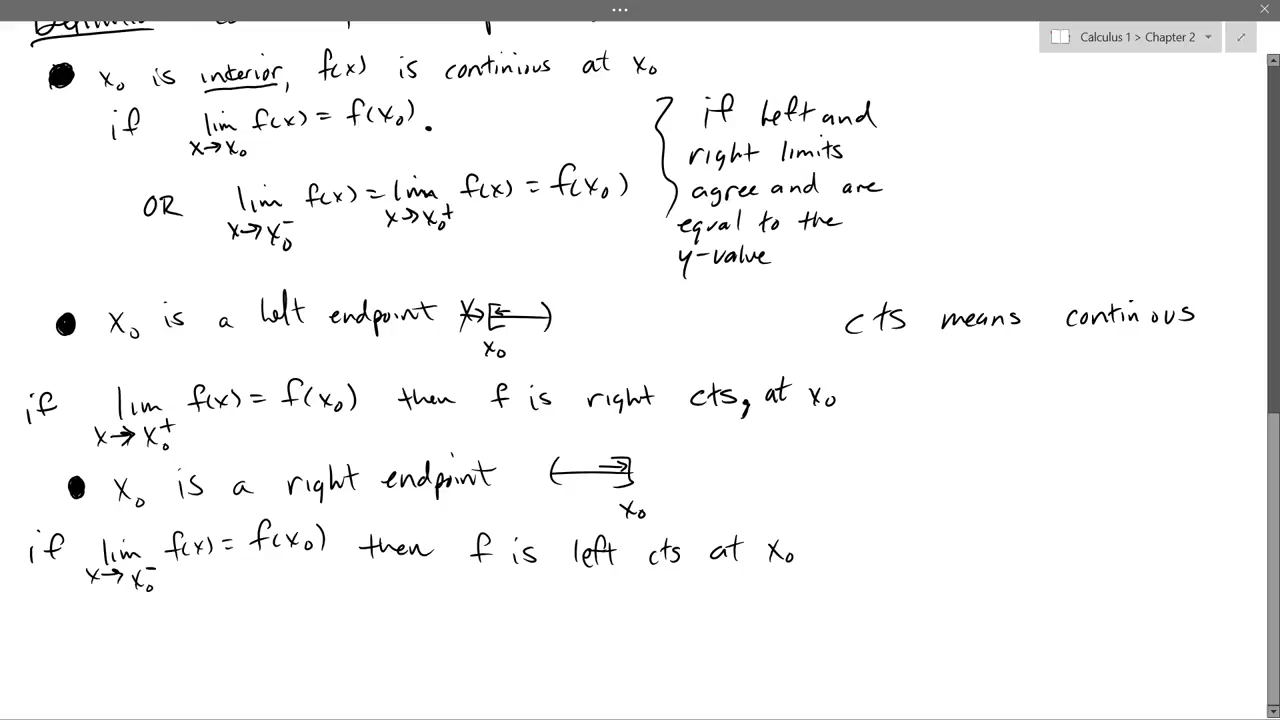 Calculus 1 > Chapter 2
x₀ is interior, f(x) is continious at x₀
if lim x→x₀ f(x) = f(x₀).
OR lim x→x₀⁻ f(x) = lim x→x₀⁺ f(x) = f(x₀)
if left and
right limits
agree and are
equal to the
y-value
x₀ is a left endpoint
x₀
cts means continious
if lim x→x₀⁺ f(x) = f(x₀) then f is right cts, at x₀
x₀ is a right endpoint
x₀
if lim x→x₀⁻ f(x) = f(x₀) then f is left cts at x₀